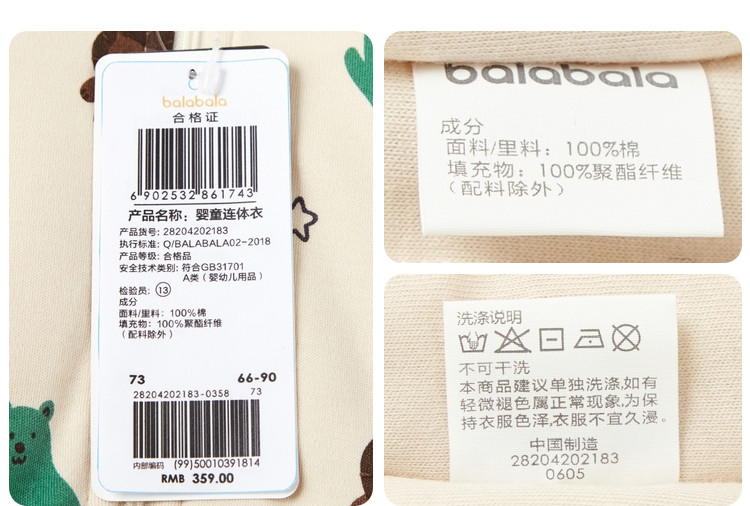 balabala
合格证
6 902532 861743
产品名称: 婴童连体衣
产品货号: 28204202183
执行标准: Q/BALABALA02-2018
产品等级: 合格品
安全技术类别: 符合GB31701
A类 (婴幼儿用品)
检验员: ⑬
成分
面料/里料: 100%棉
填充物: 100%聚酯纤维
(配料除外)
73 66-90
28204202183-0358 73
内部编码 (99)50010391814
RMB 359.00
balabala
成分
面料/里料: 100%棉
填充物: 100%聚酯纤维
(配料除外)
洗涤说明
不可干洗
本商品建议单独洗涤,如有
轻微褪色属正常现象,为保
持衣服色泽,衣服不宜久浸。
中国制造
28204202183
0605